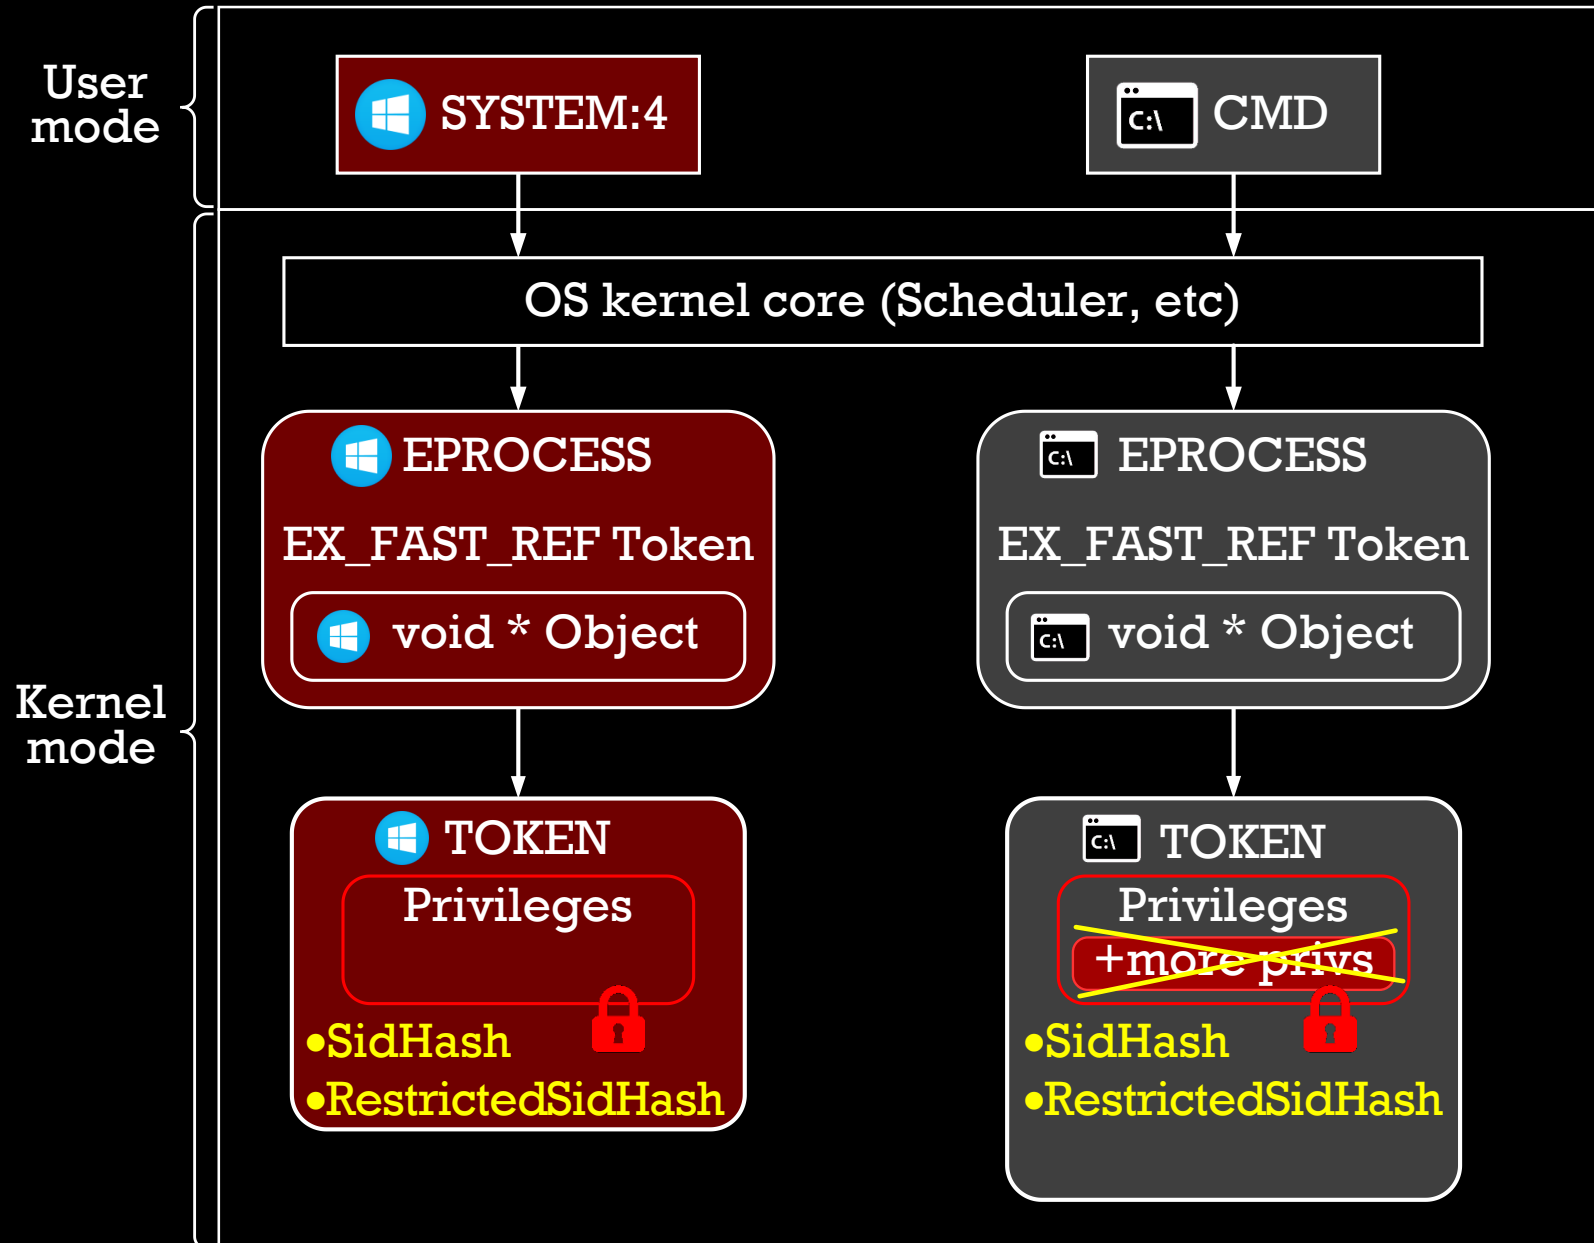 User
mode
SYSTEM:4
C:\ CMD
OS kernel core (Scheduler, etc)
EPROCESS
C:\ EPROCESS
EX_FAST_REF Token
EX_FAST_REF Token
void * Object
C:\ void * Object
Kernel
mode
TOKEN
C:\ TOKEN
Privileges
Privileges
+more privs
•SidHash
•SidHash
•RestrictedSidHash
•RestrictedSidHash